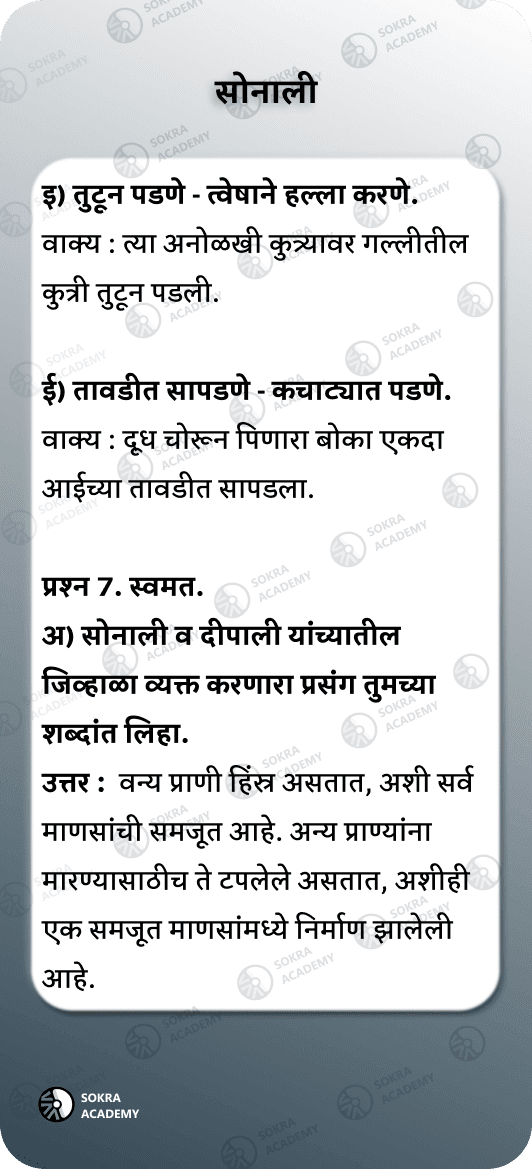 सोनाली
इ) तुटून पडणे - त्वेषाने हल्ला करणे.
वाक्य : त्या अनोळखी कुत्र्यावर गल्लीतील
कुत्री तुटून पडली.
ई) तावडीत सापडणे - कचाट्यात पडणे.
वाक्य : दूध चोरून पिणारा बोका एकदा
आईच्या तावडीत सापडला.
प्रश्न 7. स्वमत.
अ) सोनाली व दीपाली यांच्यातील
जिव्हाळा व्यक्त करणारा प्रसंग तुमच्या
शब्दांत लिहा.
उत्तर : वन्य प्राणी हिंस्र असतात, अशी सर्व
माणसांची समजूत आहे. अन्य प्राण्यांना
मारण्यासाठीच ते टपलेले असतात, अशीही
एक समजूत माणसांमध्ये निर्माण झालेली
आहे.
SOKRA
ACADEMY